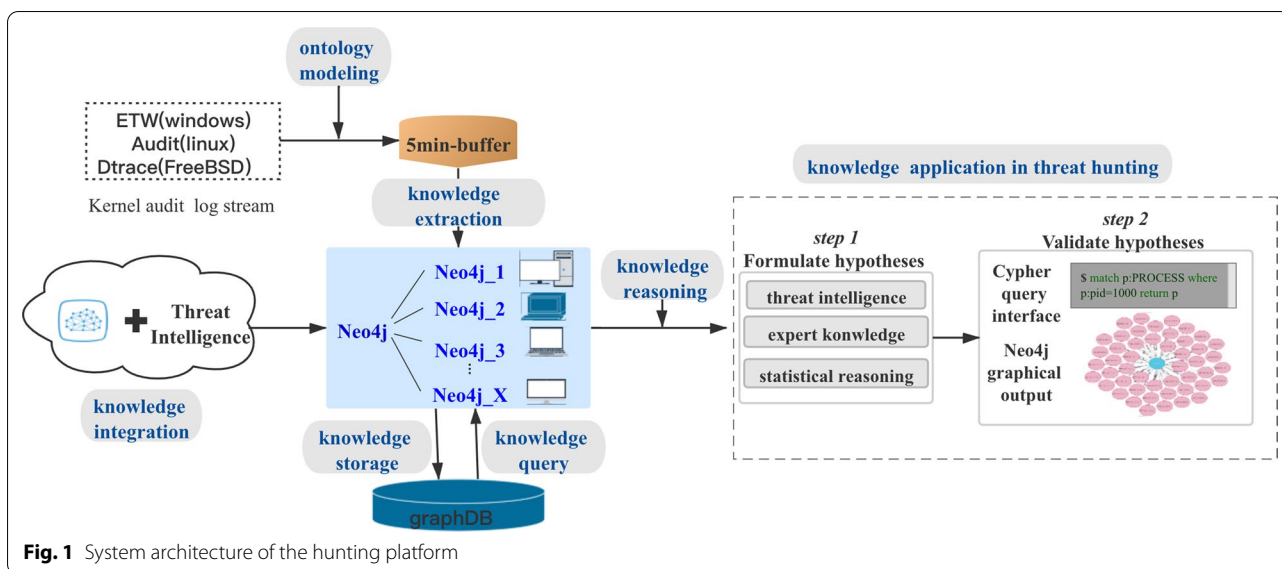 ontology
modeling
ETW(windows)
Audit(linux)
Dtrace(FreeBSD)
Kernel audit log stream
5min-buffer
knowledge
extraction
knowledge application in threat hunting
Threat
Intelligence
knowledge
integration
Neo4j
Neo4j_1
Neo4j_2
Neo4j_3
Neo4j_X
knowledge
reasoning
step 1
Formulate hypotheses
threat intelligence
expert konwledge
statistical reasoning
step 2
Validate hypotheses
Cypher
query
interface
$ match p:PROCESS where
p:pid=1000 return p
Neo4j
graphical
output
knowledge
storage
knowledge
query
graphDB
Fig. 1 System architecture of the hunting platform